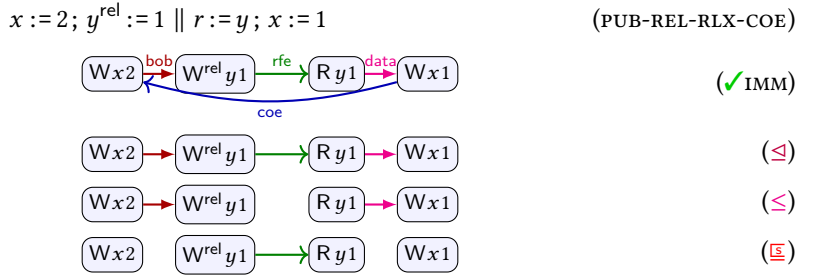 x := 2; y^rel := 1 ‖ r := y; x := 1 (PUB-REL-RLX-COE)
Wx2 bob W^rel y1 rfe R y1 data Wx1 (✓IMM)
coe
Wx2 W^rel y1 R y1 Wx1 (⊴)
Wx2 W^rel y1 R y1 Wx1 (≤)
Wx2 W^rel y1 R y1 Wx1 (s)